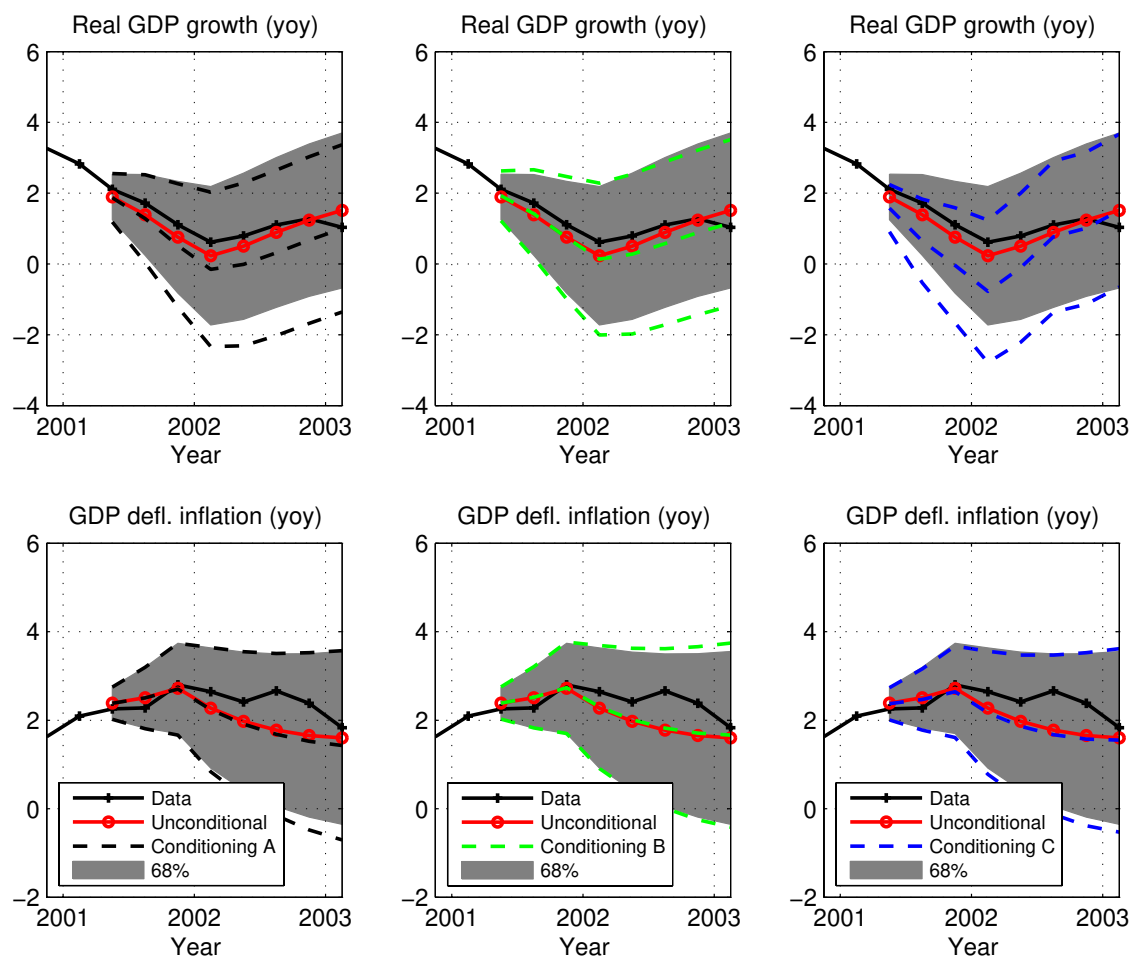 Real GDP growth (yoy)
6
4
2
0
−2
−4
2001 2002 2003
Year
Real GDP growth (yoy)
6
4
2
0
−2
−4
2001 2002 2003
Year
Real GDP growth (yoy)
6
4
2
0
−2
−4
2001 2002 2003
Year
GDP defl. inflation (yoy)
6
4
2
0
−2
2001 2002 2003
Year
Data
Unconditional
Conditioning A
68%
GDP defl. inflation (yoy)
6
4
2
0
−2
2001 2002 2003
Year
Data
Unconditional
Conditioning B
68%
GDP defl. inflation (yoy)
6
4
2
0
−2
2001 2002 2003
Year
Data
Unconditional
Conditioning C
68%